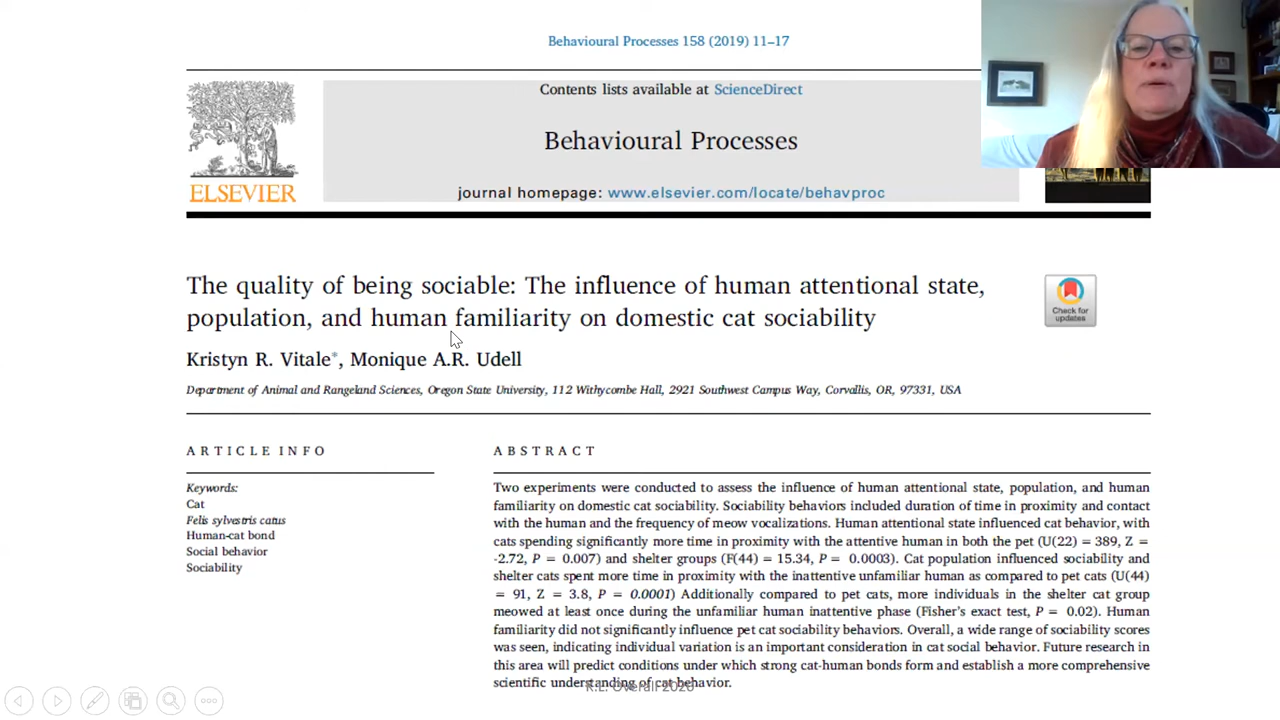 Behavioural Processes 158 (2019) 11–17
Contents lists available at ScienceDirect
Behavioural Processes
journal homepage: www.elsevier.com/locate/behavproc
ELSEVIER
The quality of being sociable: The influence of human attentional state,
population, and human familiarity on domestic cat sociability
Check for
updates
Kristyn R. Vitale*, Monique A.R. Udell
Department of Animal and Rangeland Sciences, Oregon State University, 112 Withycombe Hall, 2921 Southwest Campus Way, Corvallis, OR, 97331, USA
ARTICLE INFO
Keywords:
Cat
Felis sylvestris catus
Human-cat bond
Social behavior
Sociability
ABSTRACT
Two experiments were conducted to assess the influence of human attentional state, population, and human
familiarity on domestic cat sociability. Sociability behaviors included duration of time in proximity and contact
with the human and the frequency of meow vocalizations. Human attentional state influenced cat behavior, with
cats spending significantly more time in proximity with the attentive human in both the pet (U(22) = 389, Z =
-2.72, P = 0.007) and shelter groups (F(44) = 15.34, P = 0.0003). Cat population influenced sociability and
shelter cats spent more time in proximity with the inattentive unfamiliar human as compared to pet cats (U(44)
= 91, Z = 3.8, P = 0.0001) Additionally compared to pet cats, more individuals in the shelter cat group
meowed at least once during the unfamiliar human inattentive phase (Fisher's exact test, P = 0.02). Human
familiarity did not significantly influence pet cat sociability behaviors. Overall, a wide range of sociability scores
was seen, indicating individual variation is an important consideration in cat social behavior. Future research in
this area will predict conditions under which strong cat-human bonds form and establish a more comprehensive
scientific understanding of cat behavior.
Overall 2020